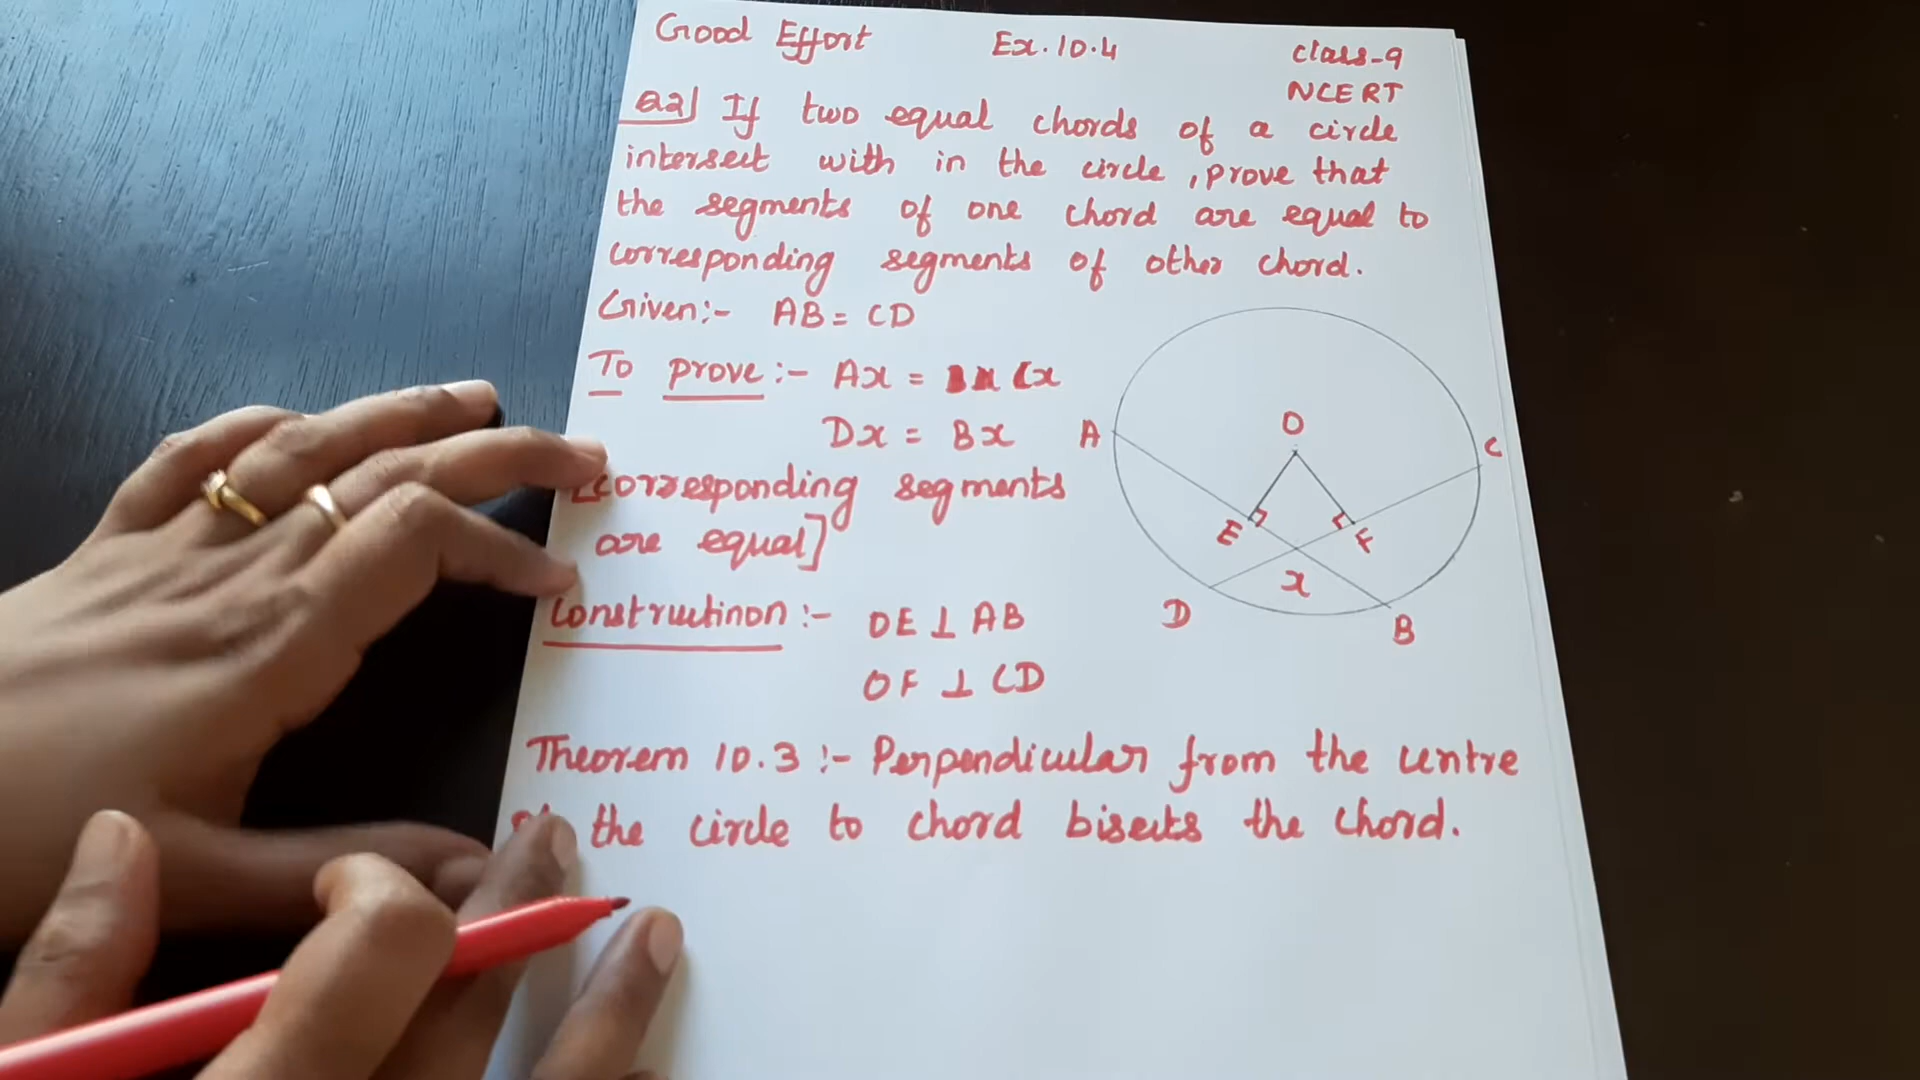 Good Effort Ex.10.4 class-9
NCERT
Q2] If two equal chords of a circle
intersect with in the circle, prove that
the segments of one chord are equal to
corresponding segments of other chord.
Given:- AB = CD
To prove:- Ax = Cx
Dx = Bx
[corresponding segments
are equal]
Constructinon:- OE ⊥ AB
OF ⊥ CD
O
A
C
E
F
x
D
B
Theorem 10.3:- Perpendicular from the centre
the circle to chord bisects the chord.